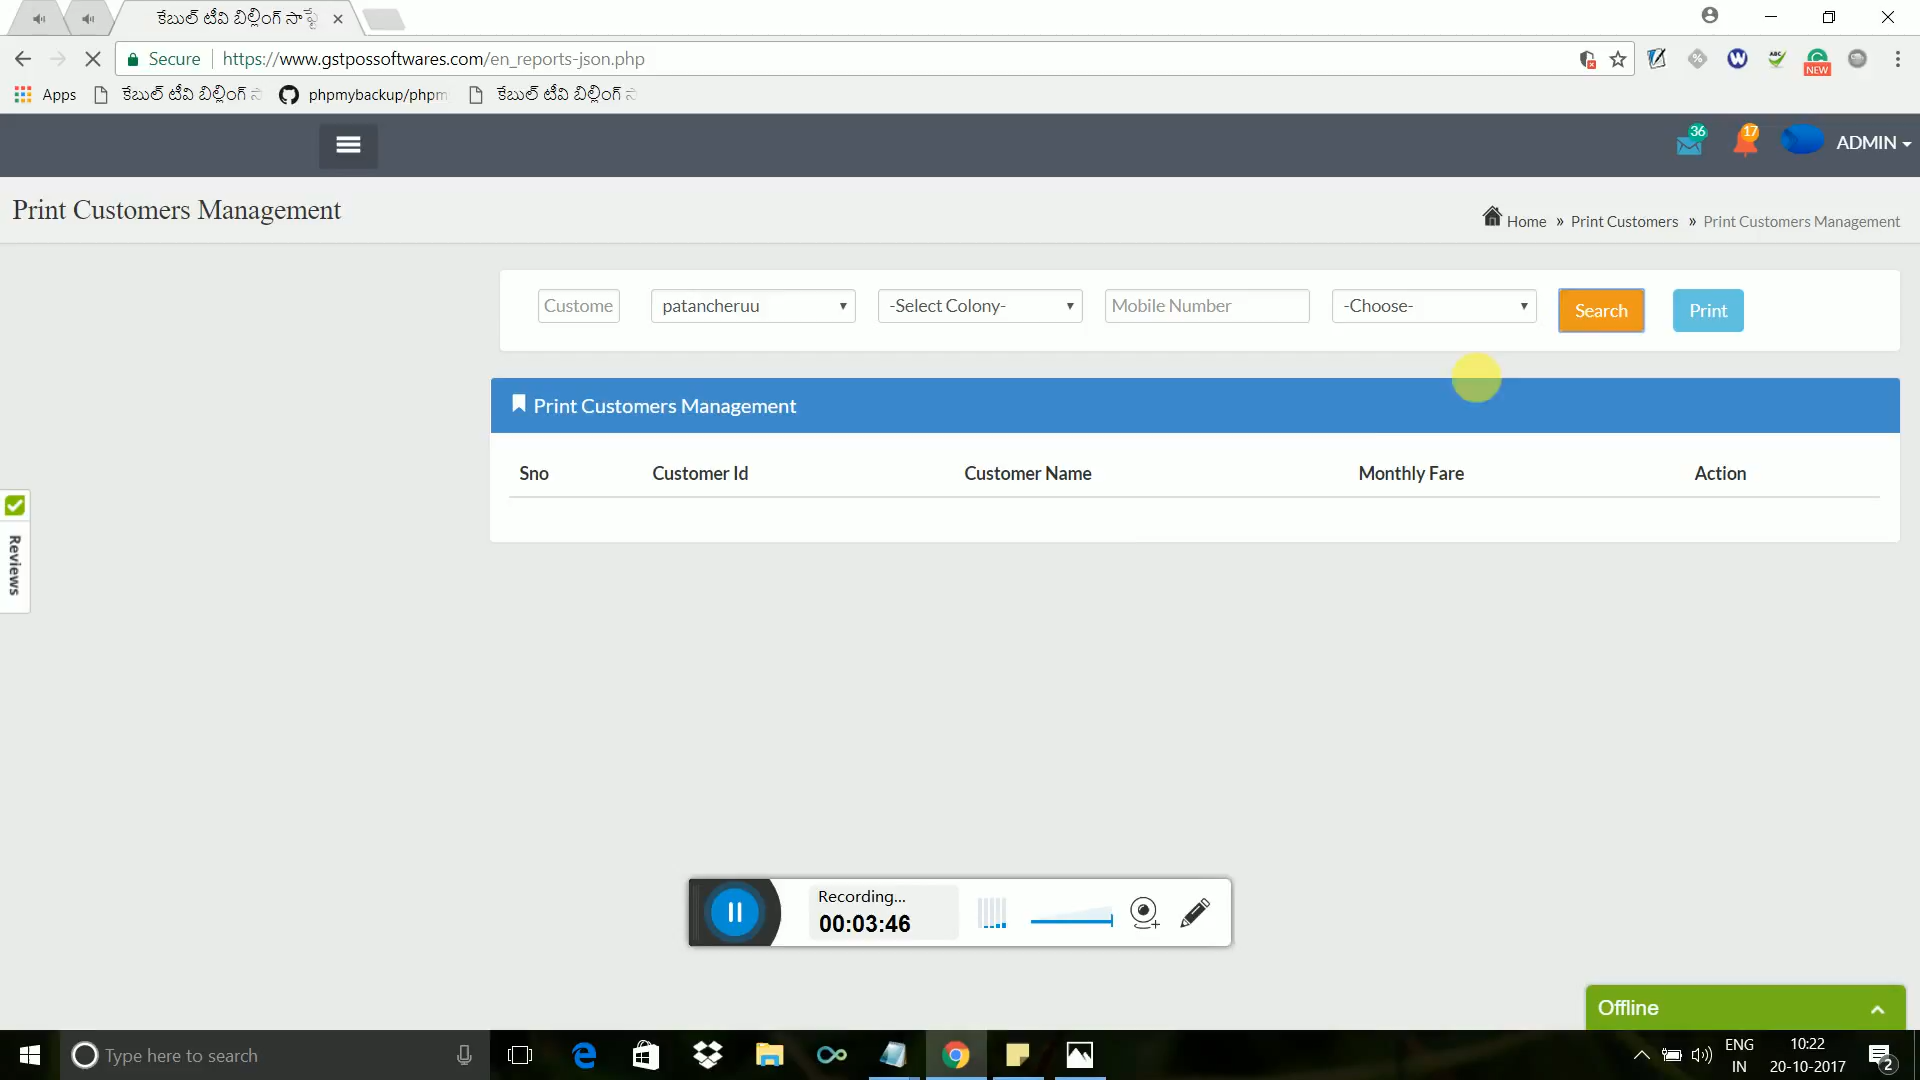 కేబుల్ టీవి బిల్లింగ్ సాఫ్టే
Secure https://www.gstpossoftwares.com/en_reports-json.php
NEW
Apps కేబుల్ టీవి బిల్లింగ్ phpmybackup/phpm కేబుల్ టీవి బిల్లింగ్
36 17 ADMIN
Print Customers Management
Home » Print Customers » Print Customers Management
Custome patancheruu -Select Colony- Mobile Number -Choose- Search Print
Print Customers Management
Sno Customer Id Customer Name Monthly Fare Action
Reviews
Recording...
00:03:46
Offline
Type here to search
ENG 10:22
IN 20-10-2017 2